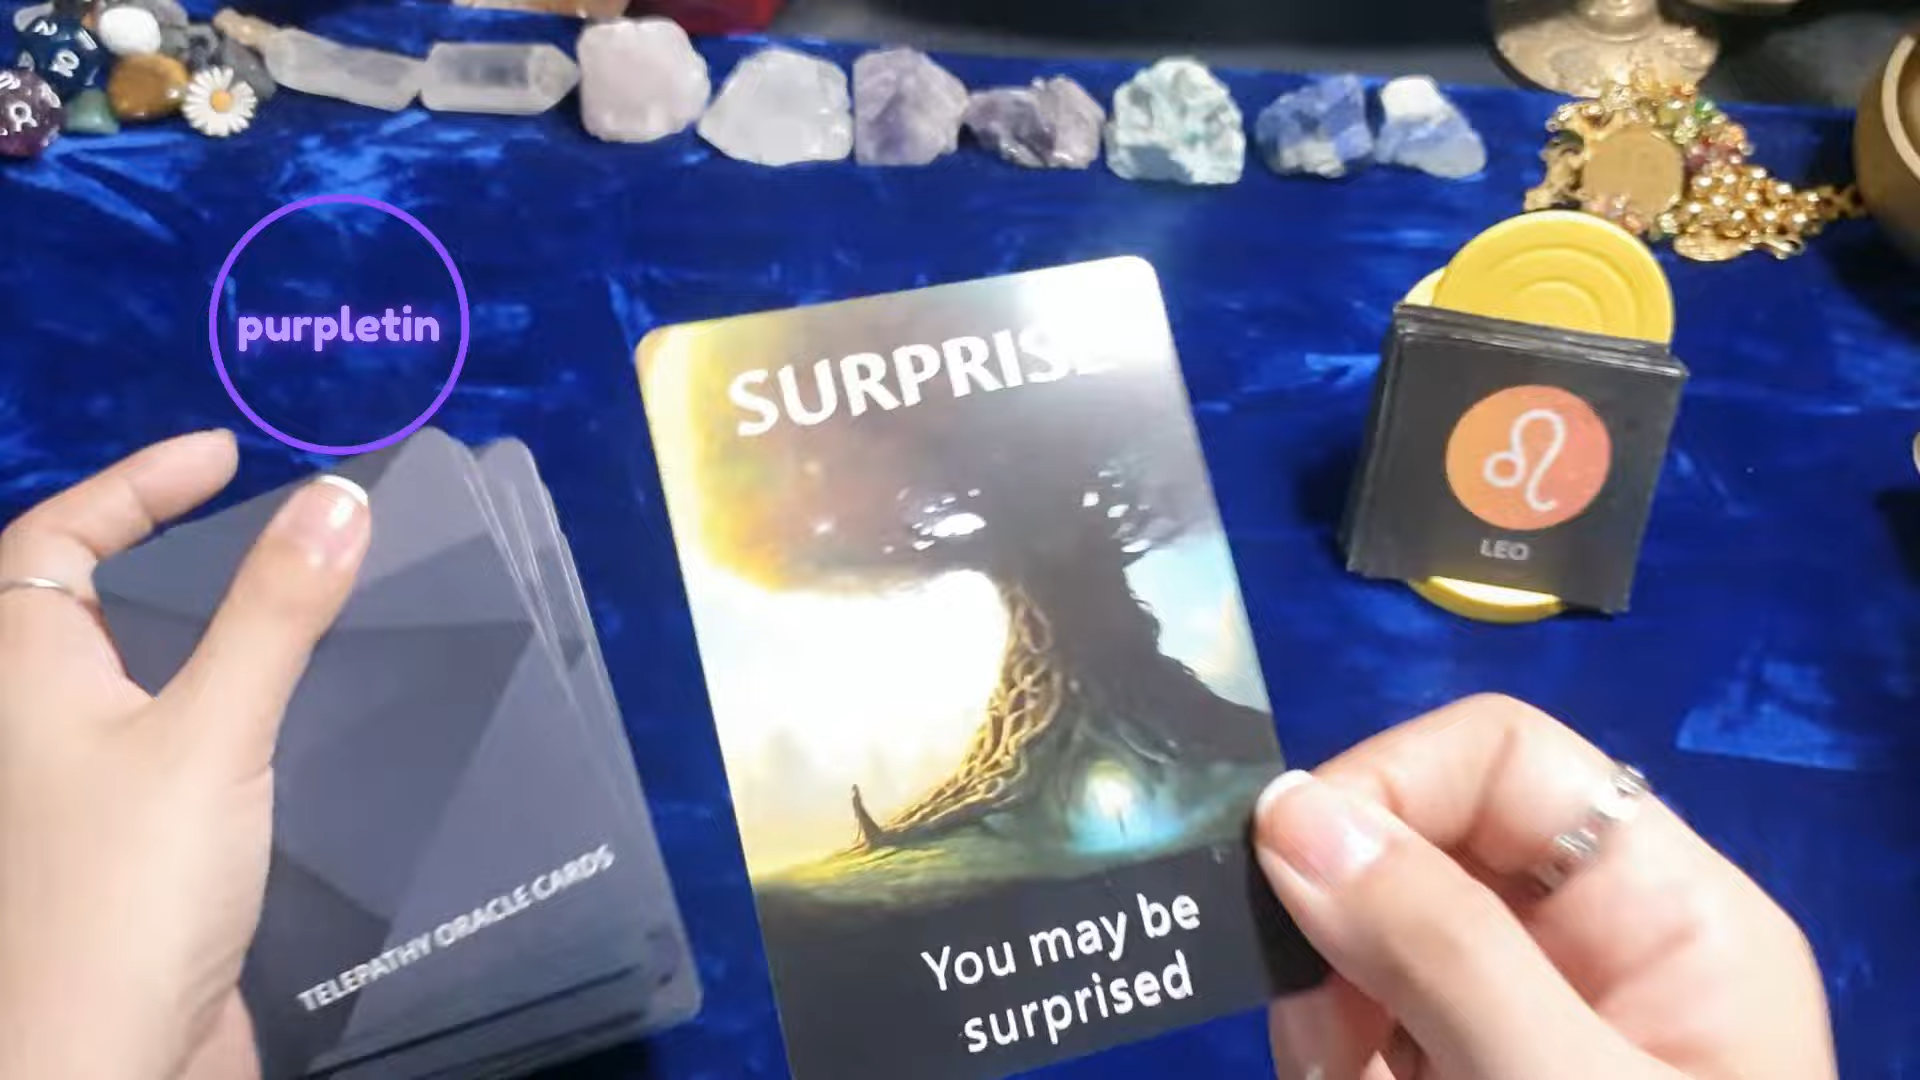 purpletin
SURPRISE
LEO
TELEPATHY ORACLE CARDS
You may be
surprised